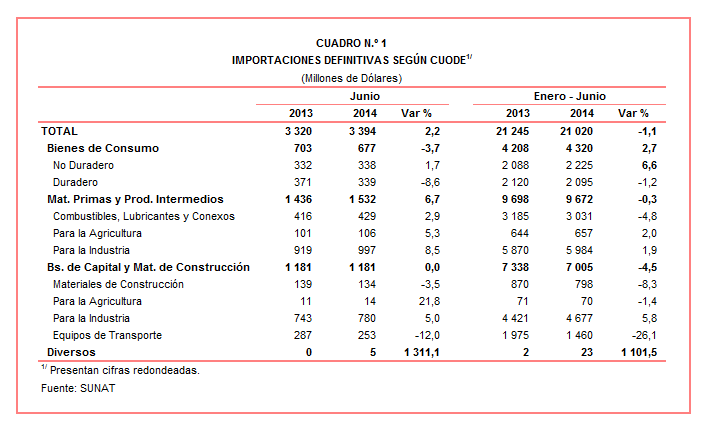 CUADRO N.º 1
IMPORTACIONES DEFINITIVAS SEGÚN CUODE1/
(Millones de Dólares)
Junio Enero - Junio
2013 2014 Var % 2013 2014 Var %
TOTAL 3 320 3 394 2,2 21 245 21 020 -1,1
Bienes de Consumo 703 677 -3,7 4 208 4 320 2,7
No Duradero 332 338 1,7 2 088 2 225 6,6
Duradero 371 339 -8,6 2 120 2 095 -1,2
Mat. Primas y Prod. Intermedios 1 436 1 532 6,7 9 698 9 672 -0,3
Combustibles, Lubricantes y Conexos 416 429 2,9 3 185 3 031 -4,8
Para la Agricultura 101 106 5,3 644 657 2,0
Para la Industria 919 997 8,5 5 870 5 984 1,9
Bs. de Capital y Mat. de Construcción 1 181 1 181 0,0 7 338 7 005 -4,5
Materiales de Construcción 139 134 -3,5 870 798 -8,3
Para la Agricultura 11 14 21,8 71 70 -1,4
Para la Industria 743 780 5,0 4 421 4 677 5,8
Equipos de Transporte 287 253 -12,0 1 975 1 460 -26,1
Diversos 0 5 1 311,1 2 23 1 101,5
1/ Presentan cifras redondeadas.
Fuente: SUNAT